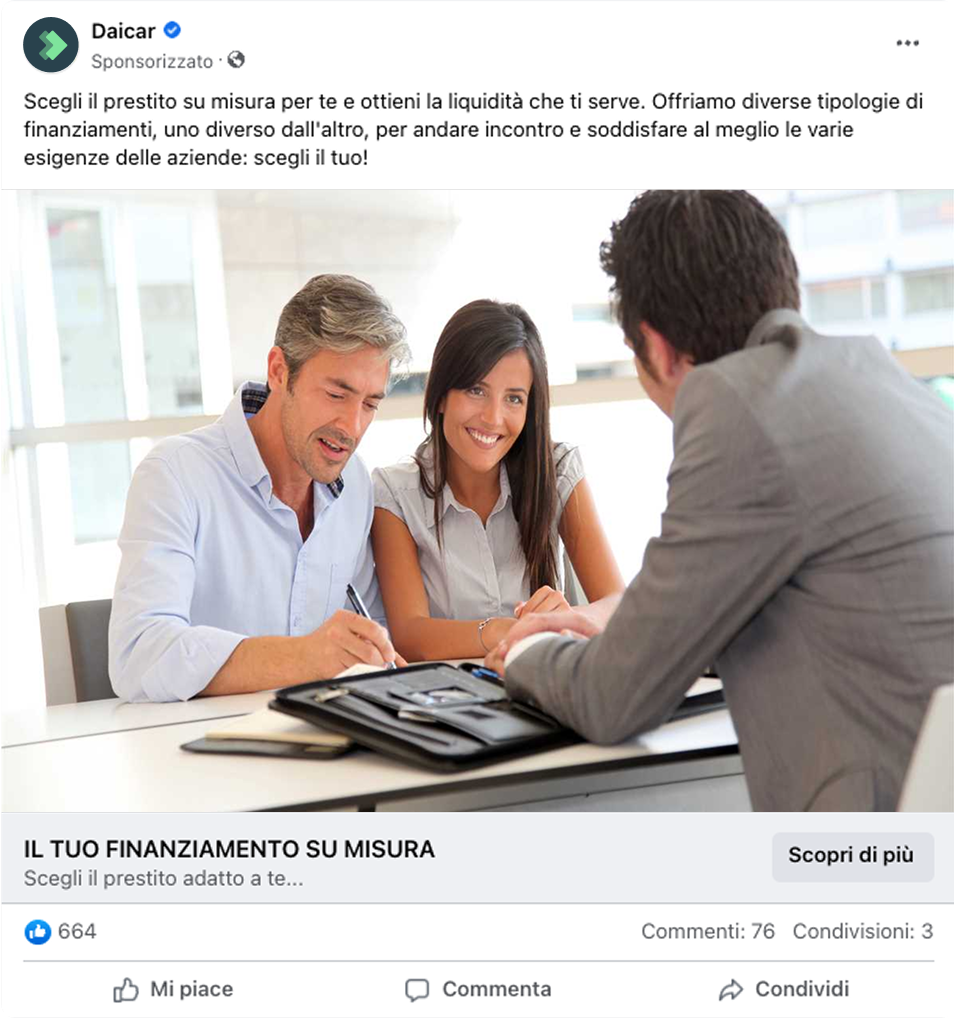 Daicar
Sponsorizzato ·
Scegli il prestito su misura per te e ottieni la liquidità che ti serve. Offriamo diverse tipologie di
finanziamenti, uno diverso dall'altro, per andare incontro e soddisfare al meglio le varie
esigenze delle aziende: scegli il tuo!
IL TUO FINANZIAMENTO SU MISURA
Scegli il prestito adatto a te...
Scopri di più
664
Commenti: 76 Condivisioni: 3
Mi piace Commenta Condividi